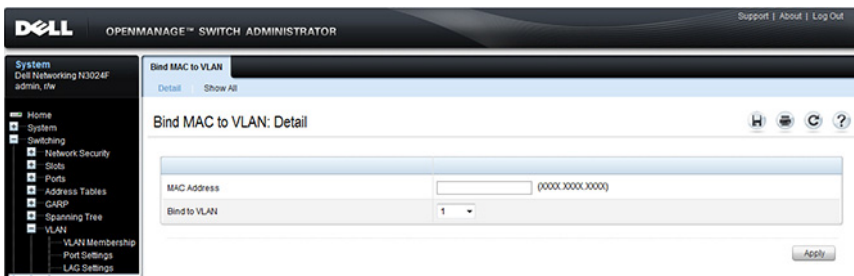 Support | About | Log Out
DELL
OPENMANAGE™ SWITCH ADMINISTRATOR
System
Dell Networking N3024F
admin, r/w
Home
System
Switching
Network Security
Slots
Ports
Address Tables
GARP
Spanning Tree
VLAN
VLAN Membership
Port Settings
LAG Settings
Bind MAC to VLAN
Detail Show All
Bind MAC to VLAN: Detail
H C ?
MAC Address (XXXX.XXXX.XXXX)
Bind to VLAN 1
Apply